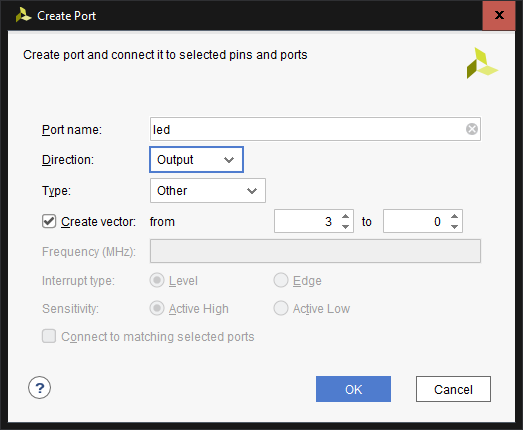 Create Port
X
Create port and connect it to selected pins and ports
Port name: led
Direction: Output
Type: Other
Create vector: from 3 to 0
Frequency (MHz):
Interrupt type: Level Edge
Sensitivity: Active High Active Low
Connect to matching selected ports
? OK Cancel